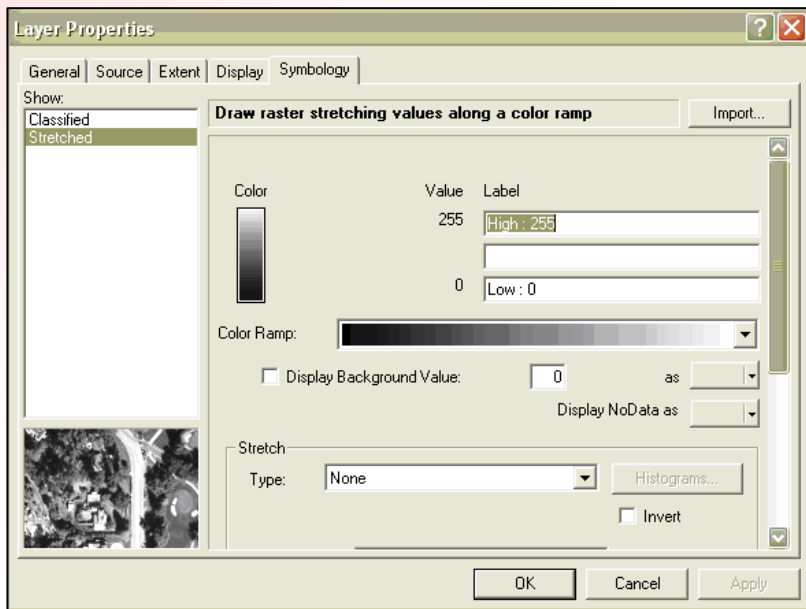 Layer Properties
General Source Extent Display Symbology
Show:
Classified
Stretched
Draw raster stretching values along a color ramp
Import...
Color Value Label
255 High : 255
0 Low : 0
Color Ramp:
Display Background Value: 0 as
Display NoData as
Stretch
Type: None Histograms...
Invert
OK Cancel Apply